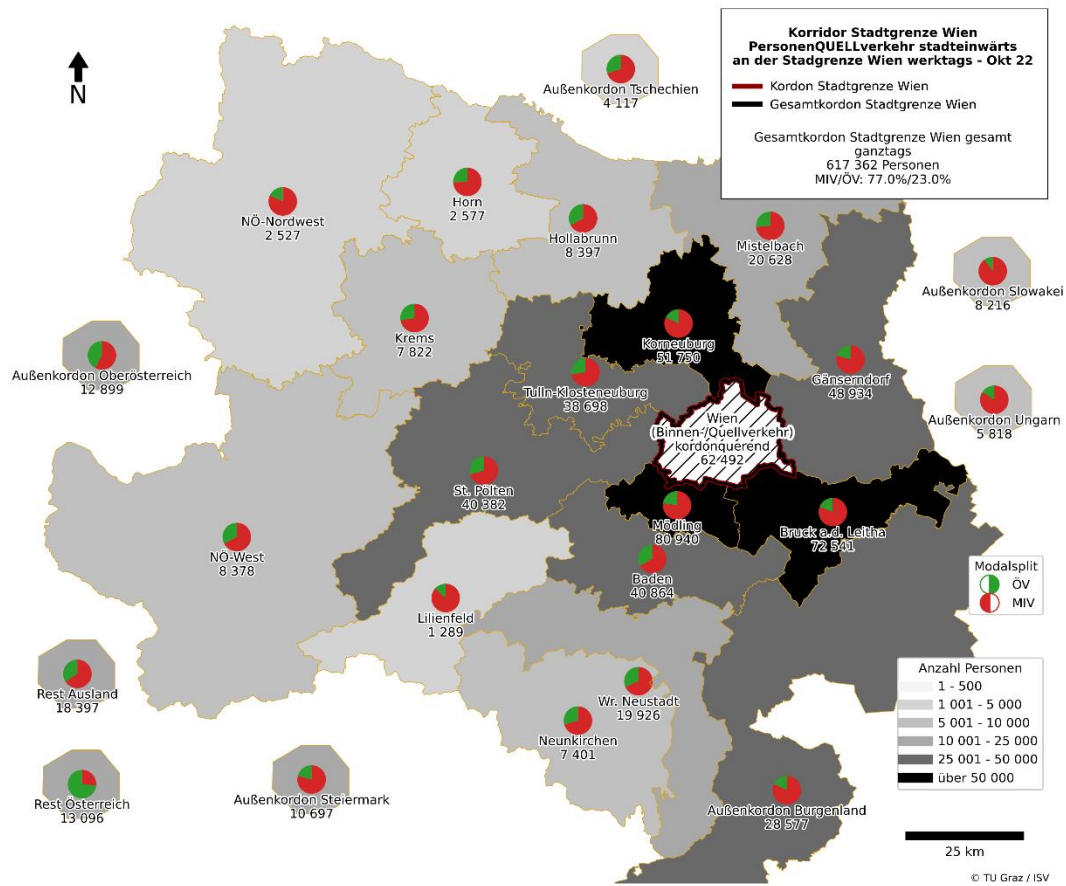 Korridor Stadtgrenze Wien
PersonenQUELLverkehr stadteinwärts
an der Stadgrenze Wien werktags - Okt 22
Kordon Stadtgrenze Wien
Gesamtkordon Stadtgrenze Wien
Gesamtkordon Stadtgrenze Wien gesamt
ganztags
617 362 Personen
MIV/ÖV: 77.0%/23.0%
N
Außenkordon Tschechien
4 117
Horn
2 577
NÖ-Nordwest
2 527
Hollabrunn
8 397
Mistelbach
20 628
Außenkordon Slowakei
8 216
Krems
7 822
Korneuburg
51 750
Außenkordon Oberösterreich
12 899
Tulln-Klosteneuburg
38 698
Gänserndorf
48 934
Außenkordon Ungarn
5 818
Wien
(Binnen-/Quellverkehr)
kordonquerend
62 492
St. Pölten
40 382
Mödling
80 940
Bruck a.d. Leitha
72 541
NÖ-West
8 378
Baden
40 864
Lilienfeld
1 289
Modalsplit
ÖV
MIV
Rest Ausland
18 397
Wr. Neustadt
19 926
Neunkirchen
7 401
Anzahl Personen
1 - 500
1 001 - 5 000
5 001 - 10 000
10 001 - 25 000
25 001 - 50 000
über 50 000
Rest Österreich
13 096
Außenkordon Steiermark
10 697
Außenkordon Burgenland
28 577
25 km
© TU Graz / ISV